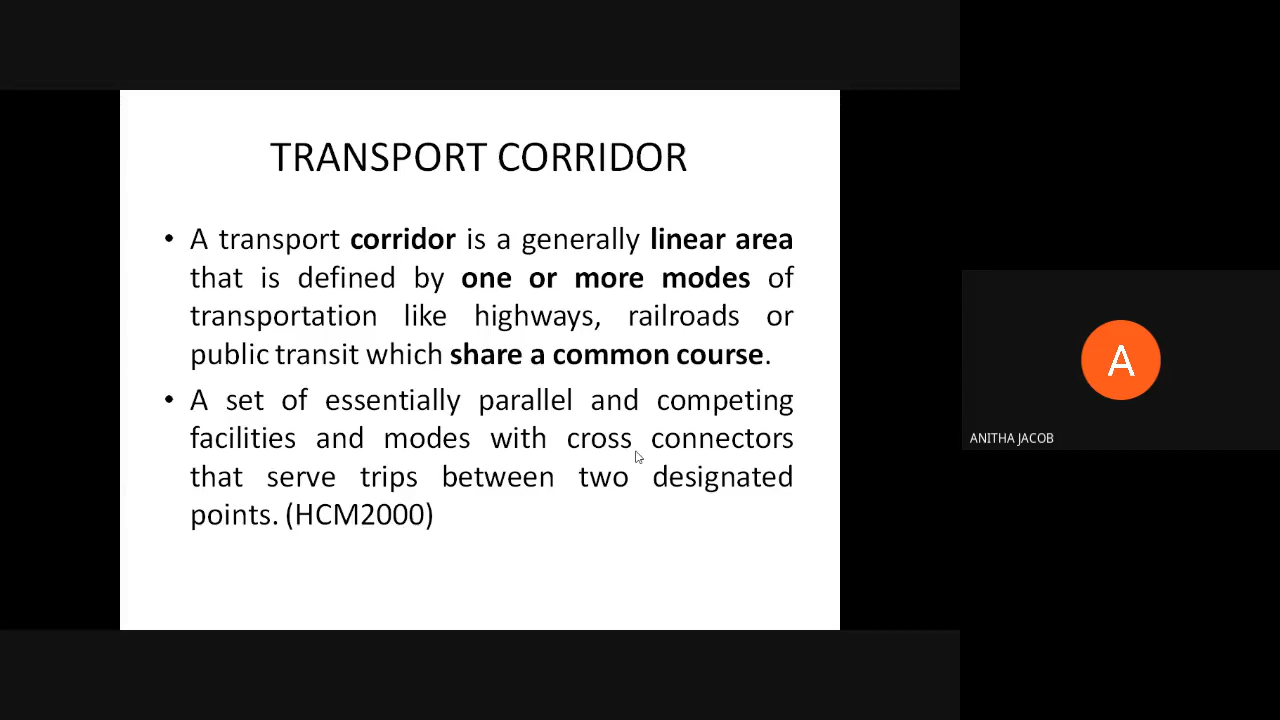 TRANSPORT CORRIDOR
• A transport corridor is a generally linear area
that is defined by one or more modes of
transportation like highways, railroads or
public transit which share a common course.
• A set of essentially parallel and competing
facilities and modes with cross connectors
that serve trips between two designated
points. (HCM2000)
A
ANITHA JACOB